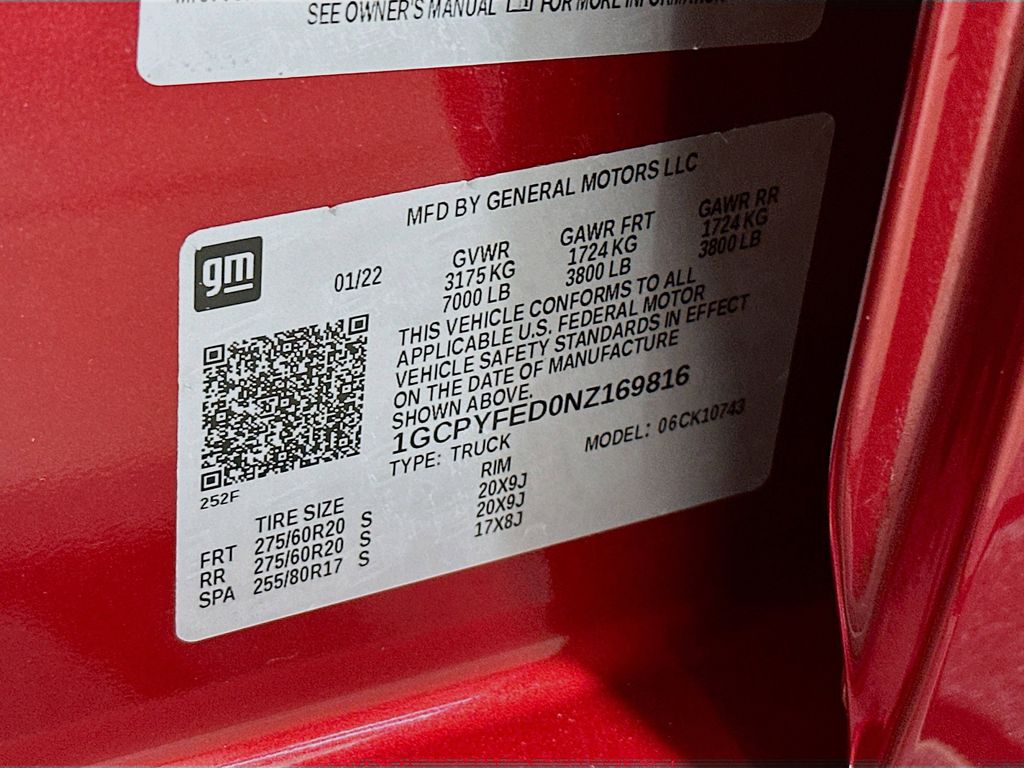 SEE OWNER'S MANUAL FOR MORE INFORMATION
MFD BY GENERAL MOTORS LLC
gm
01/22
GVWR GAWR FRT GAWR RR
3175 KG 1724 KG 1724 KG
7000 LB 3800 LB 3800 LB
THIS VEHICLE CONFORMS TO ALL
APPLICABLE U.S. FEDERAL MOTOR
VEHICLE SAFETY STANDARDS IN EFFECT
ON THE DATE OF MANUFACTURE
SHOWN ABOVE.
1GCPYFED0NZ169816
TYPE: TRUCK MODEL: 06CK10743
252F
TIRE SIZE RIM
FRT 275/60R20 S 20X9J
RR 275/60R20 S 20X9J
SPA 255/80R17 S 17X8J